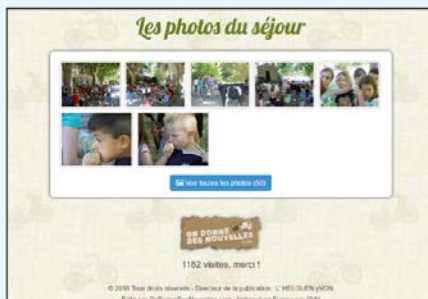 Les photos du séjour
Voir toutes les photos (50)
ON DONNE
DES NOUVELLES
1162 visites, merci !
© 2018 Tous droits réservés - Directeur de la publication : L' HELGUEN yVON